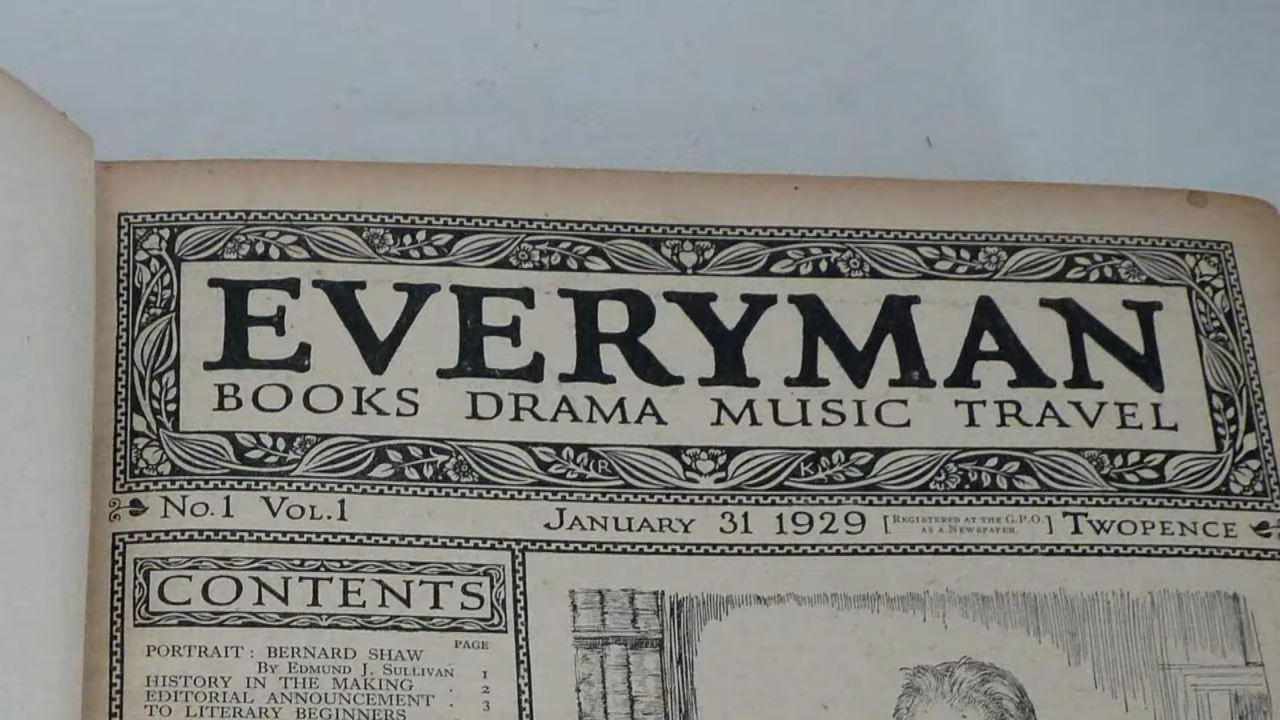 EVERYMAN
BOOKS DRAMA MUSIC TRAVEL
No. 1 Vol. 1 January 31 1929 [Registered at the G.P.O. as a Newspaper.] Twopence
CONTENTS
PAGE
PORTRAIT : BERNARD SHAW
By Edmund J. Sullivan 1
HISTORY IN THE MAKING . 2
EDITORIAL ANNOUNCEMENT . 3
TO LITERARY BEGINNERS